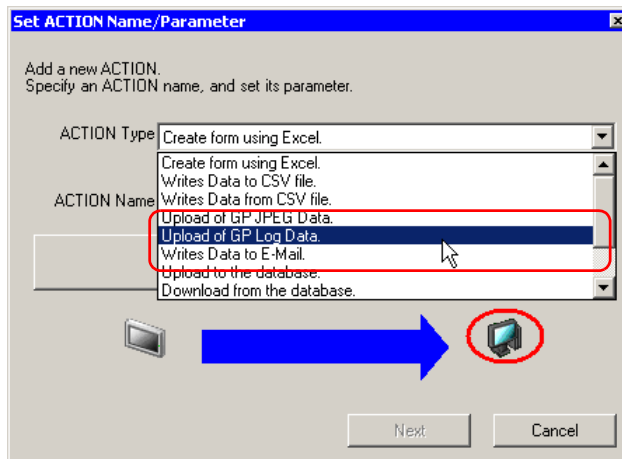 Set ACTION Name/Parameter
Add a new ACTION.
Specify an ACTION name, and set its parameter.
ACTION Type
Create form using Excel.
Create form using Excel.
Writes Data to CSV file.
ACTION Name
Writes Data from CSV file.
Upload of GP JPEG Data.
Upload of GP Log Data.
Writes Data to E-Mail.
Upload to the database.
Download from the database.
Next
Cancel